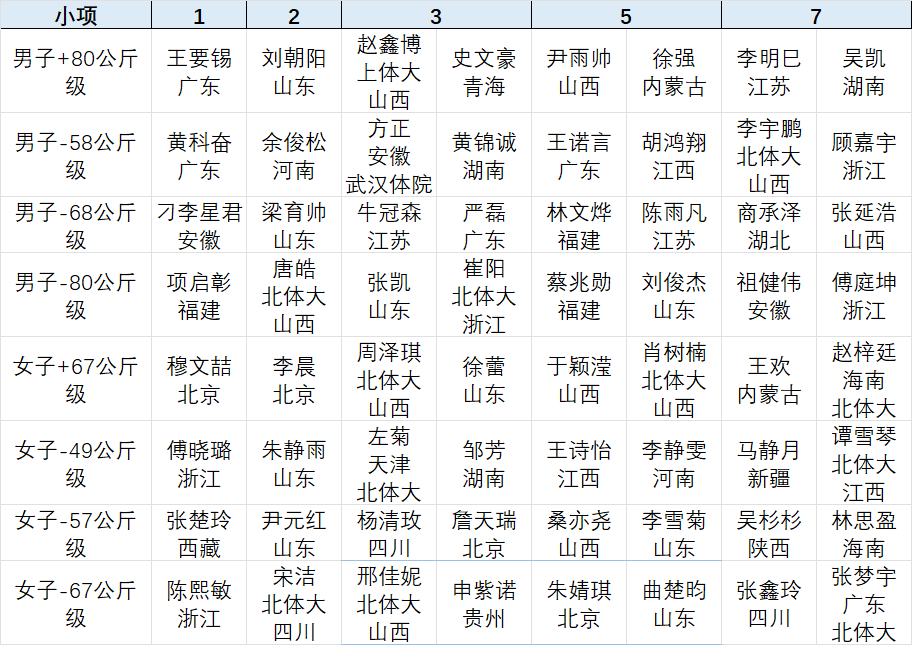 小项 1 2 3 5 7
男子+80公斤级 王要锡 广东 刘朝阳 山东 赵鑫博 上体大 山西 史文豪 青海 尹雨帅 山西 徐强 内蒙古 李明巳 江苏 吴凯 湖南
男子-58公斤级 黄科奋 广东 余俊松 河南 方正 安徽 武汉体院 黄锦诚 湖南 王诺言 广东 胡鸿翔 江西 李宇鹏 北体大 山西 顾嘉宇 浙江
男子-68公斤级 刁李星君 安徽 梁育帅 山东 牛冠森 江苏 严磊 广东 林文烨 福建 陈雨凡 江苏 商承泽 湖北 张延浩 山西
男子-80公斤级 项启彰 福建 唐皓 北体大 山西 张凯 山东 崔阳 北体大 浙江 蔡兆勋 福建 刘俊杰 山东 祖健伟 安徽 傅庭坤 浙江
女子+67公斤级 穆文喆 北京 李晨 北京 周泽琪 北体大 山西 徐蕾 山东 于颖滢 山西 肖树楠 北体大 山西 王欢 内蒙古 赵梓廷 海南 北体大
女子-49公斤级 傅晓璐 浙江 朱静雨 山东 左菊 天津 北体大 邹芳 湖南 王诗怡 江西 李静雯 河南 马静月 新疆 谭雪琴 北体大 江西
女子-57公斤级 张楚玲 西藏 尹元红 山东 杨清玫 四川 詹天瑞 北京 桑亦尧 山西 李雪菊 山东 吴杉杉 陕西 林思盈 海南
女子-67公斤级 陈熙敏 浙江 宋洁 北体大 四川 邢佳妮 北体大 山西 申紫诺 贵州 朱婧琪 北京 曲楚昀 山东 张鑫玲 四川 张梦宇 广东 北体大